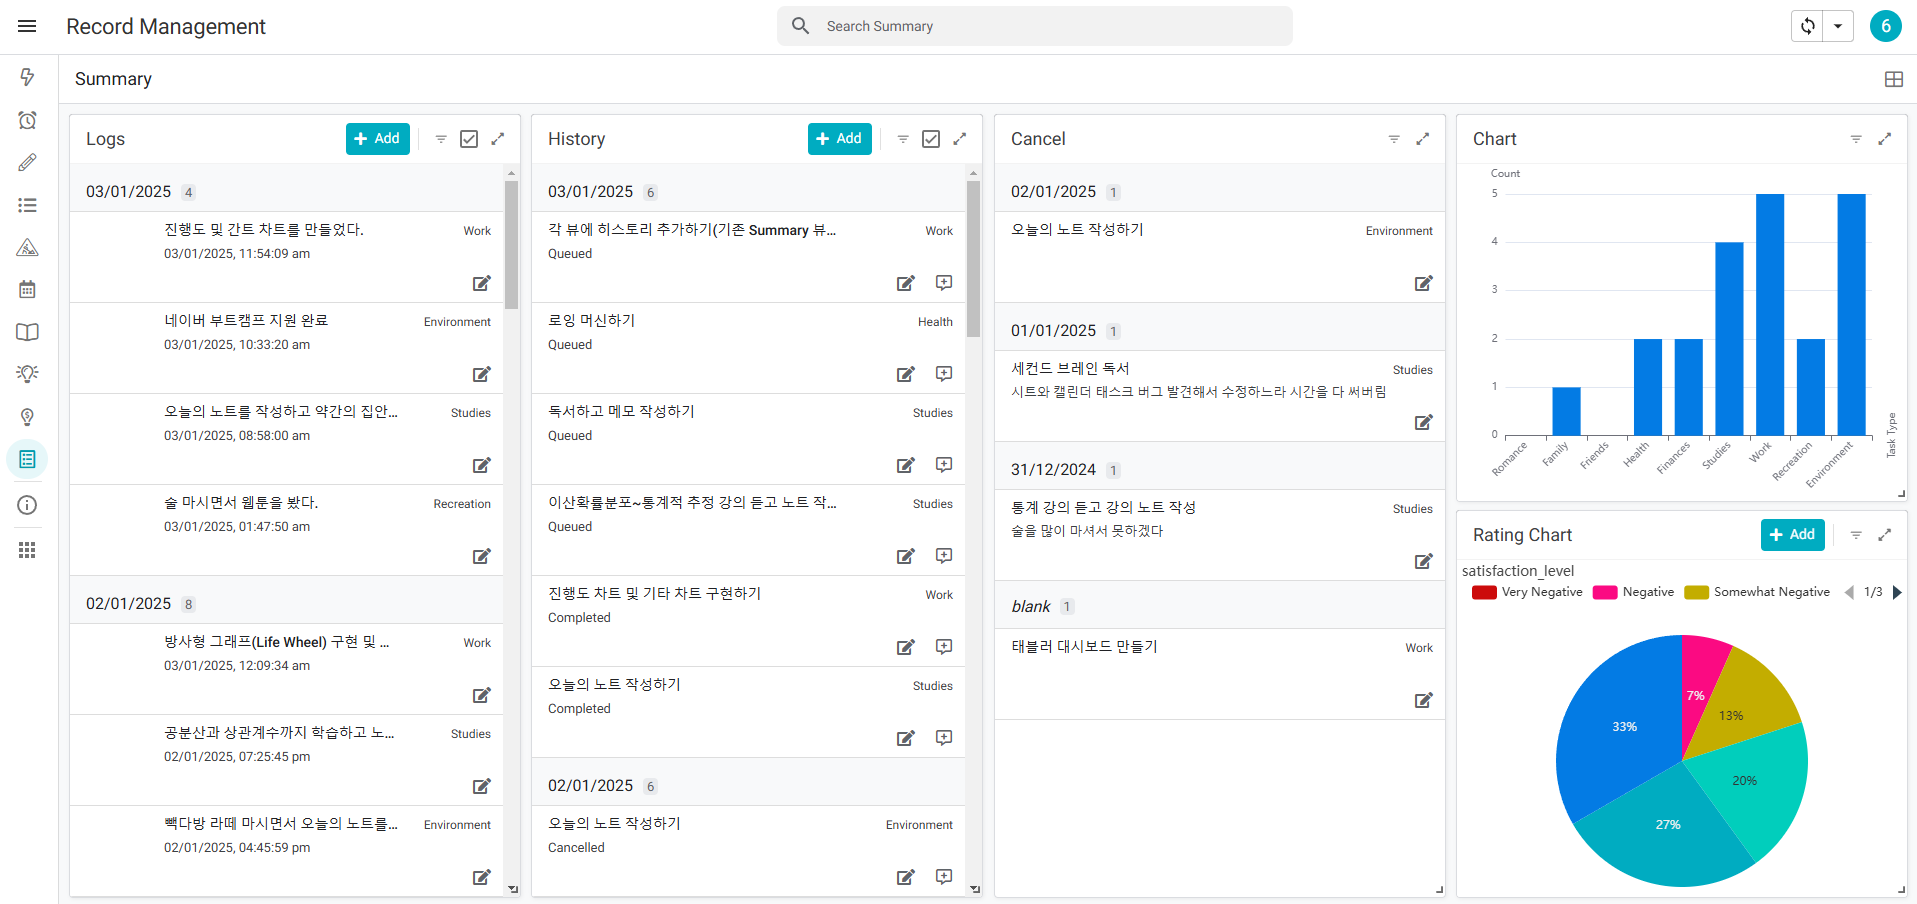 Record Management
Search Summary
6
Summary
Logs
Add
03/01/2025 4
진행도 및 간트 차트를 만들었다.
Work
03/01/2025, 11:54:09 am
네이버 부트캠프 지원 완료
Environment
03/01/2025, 10:33:20 am
오늘의 노트를 작성하고 약간의 집안...
Studies
03/01/2025, 08:58:00 am
술 마시면서 웹툰을 봤다.
Recreation
03/01/2025, 01:47:50 am
02/01/2025 8
방사형 그래프(Life Wheel) 구현 및 ...
Work
03/01/2025, 12:09:34 am
공분산과 상관계수까지 학습하고 노...
Studies
02/01/2025, 07:25:45 pm
빽다방 라떼 마시면서 오늘의 노트를...
Environment
02/01/2025, 04:45:59 pm
History
Add
03/01/2025 6
각 뷰에 히스토리 추가하기(기존 Summary 뷰...
Work
Queued
로잉 머신하기
Health
Queued
독서하고 메모 작성하기
Studies
Queued
이산확률분포~통계적 추정 강의 듣고 노트 작...
Studies
Queued
진행도 차트 및 기타 차트 구현하기
Work
Completed
오늘의 노트 작성하기
Studies
Completed
02/01/2025 6
오늘의 노트 작성하기
Environment
Cancelled
Cancel
02/01/2025 1
오늘의 노트 작성하기
Environment
01/01/2025 1
세컨드 브레인 독서
Studies
시트와 캘린더 태스크 버그 발견해서 수정하느라 시간을 다 써버림
31/12/2024 1
통계 강의 듣고 강의 노트 작성
Studies
술을 많이 마셔서 못하겠다
blank 1
태블러 대시보드 만들기
Work
Chart
Count
5
4
3
2
1
0
Romance
Family
Friends
Health
Finances
Studies
Work
Recreation
Environment
Task Type
Rating Chart
Add
satisfaction_level
Very Negative
Negative
Somewhat Negative
1/3
7%
13%
20%
27%
33%